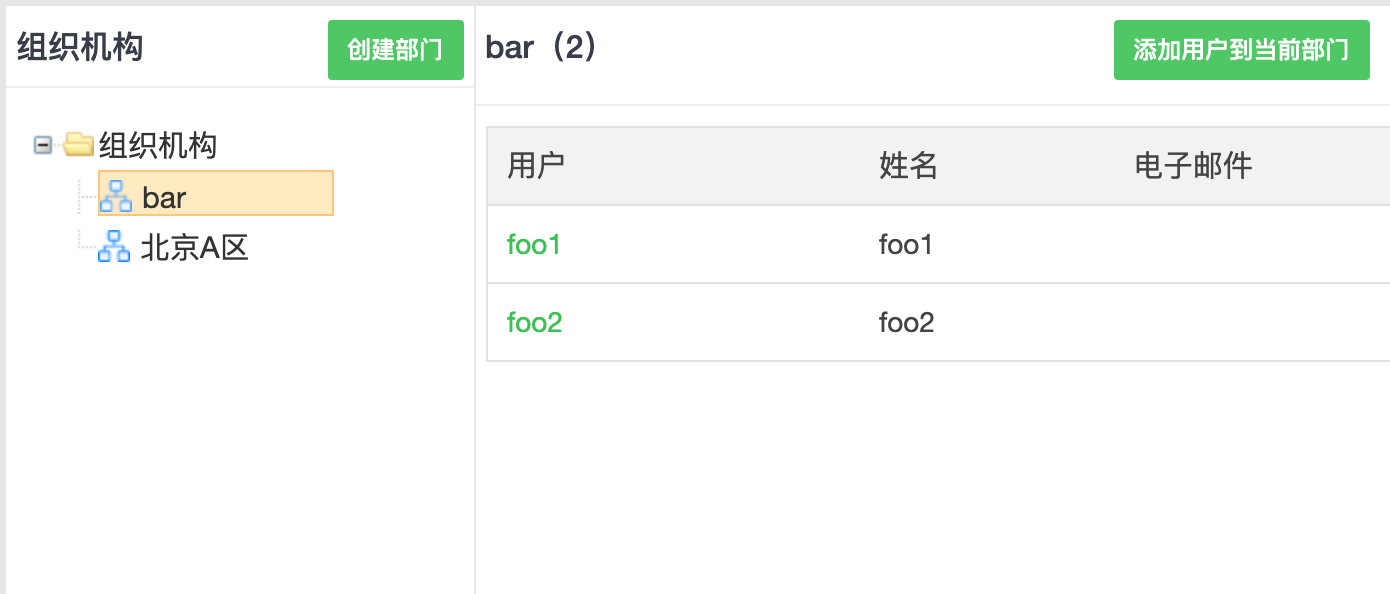 组织机构
创建部门
组织机构
bar
北京A区
bar（2）
添加用户到当前部门
用户 姓名 电子邮件
foo1 foo1
foo2 foo2